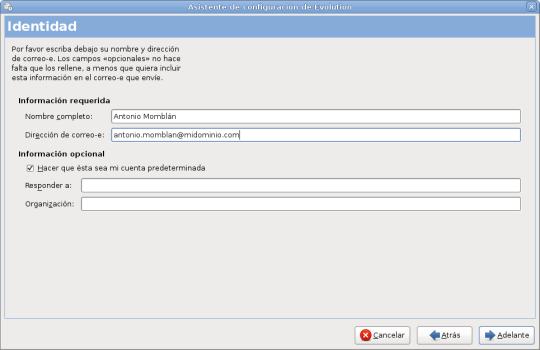 Asistente de configuración de Evolution
Identidad
Por favor escriba debajo su nombre y dirección
de correo-e. Los campos «opcionales» no hace
falta que los rellene, a menos que quiera incluir
esta información en el correo-e que envíe.
Información requerida
Nombre completo: Antonio Momblán
Dirección de correo-e: antonio.momblan@midominio.com
Información opcional
Hacer que ésta sea mi cuenta predeterminada
Responder a:
Organización:
Cancelar Atrás Adelante